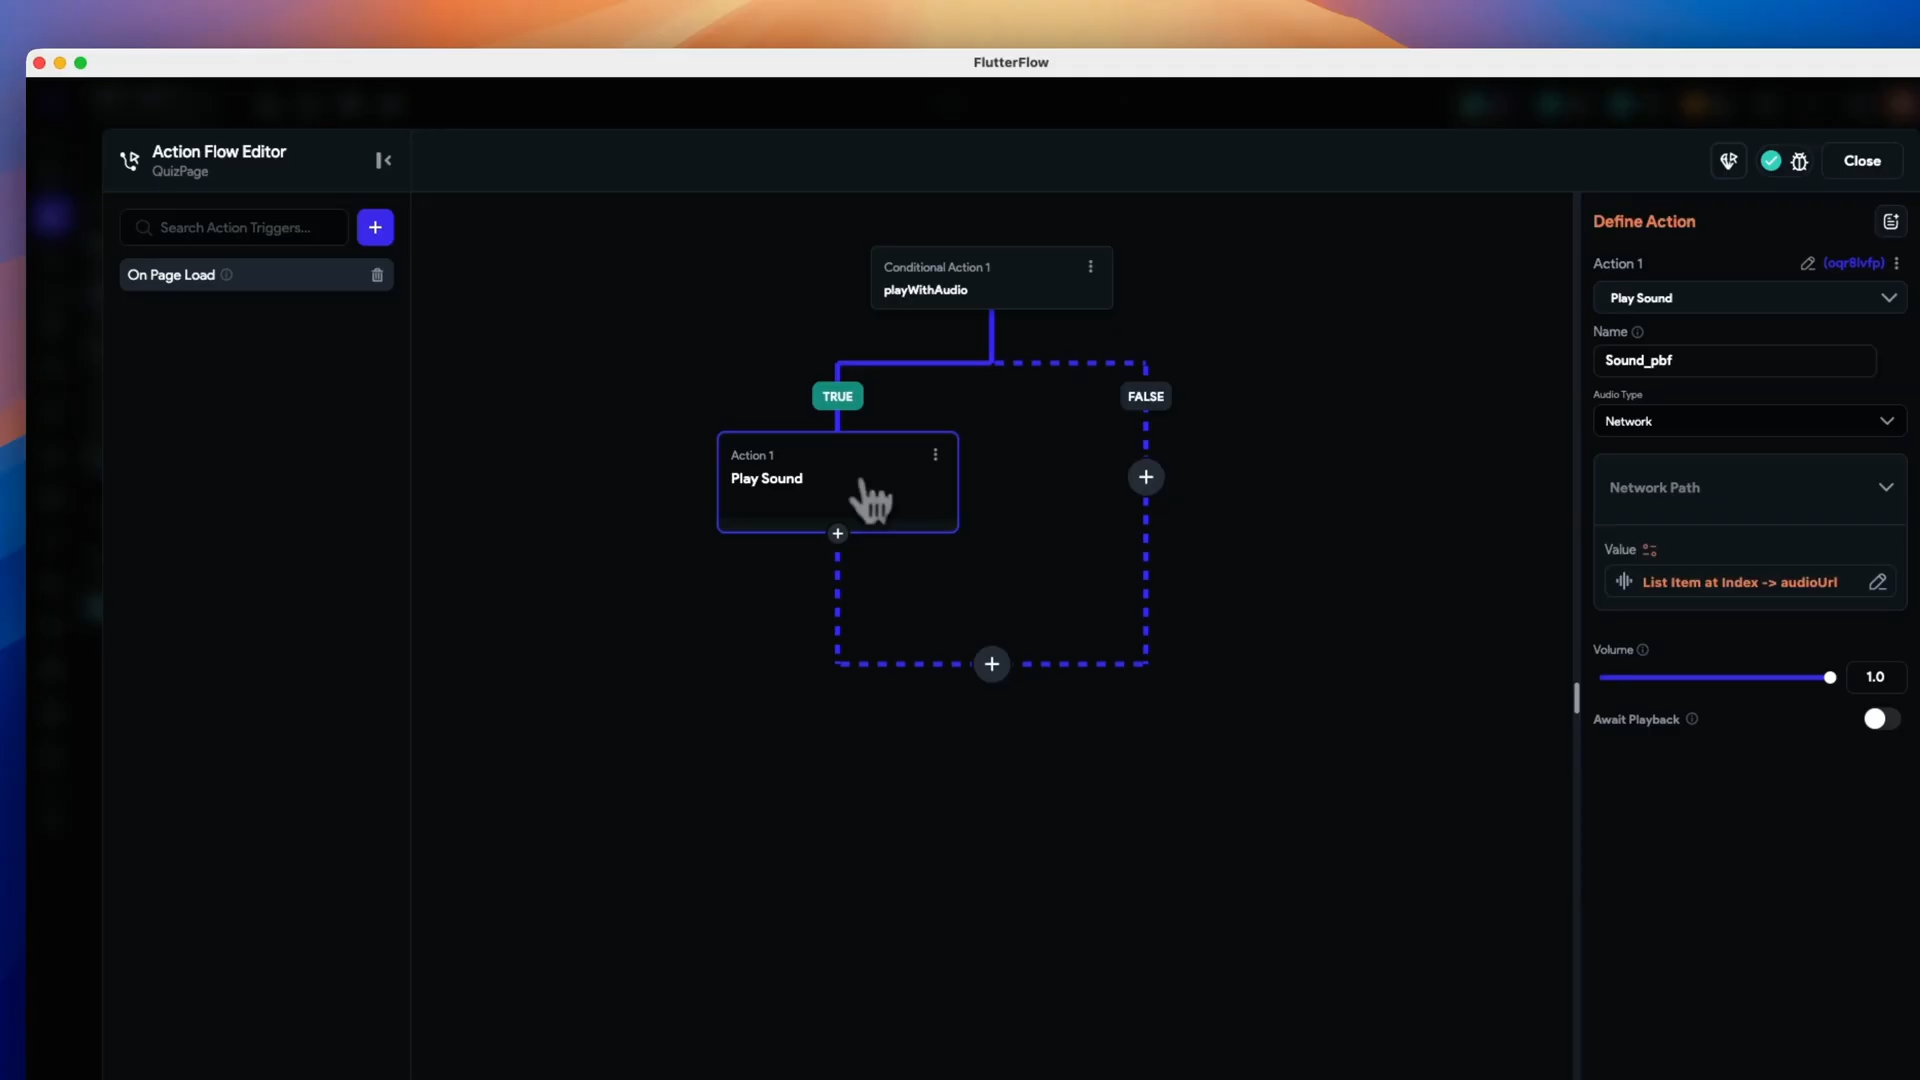 FlutterFlow
Action Flow Editor
QuizPage
Close
Search Action Triggers...
On Page Load
Conditional Action 1
playWithAudio
TRUE
FALSE
Action 1
Play Sound
Define Action
Action 1
(oqr8lvfp)
Play Sound
Name
Sound_pbf
Audio Type
Network
Network Path
Value
List Item at Index -> audioUrl
Volume
1.0
Await Playback